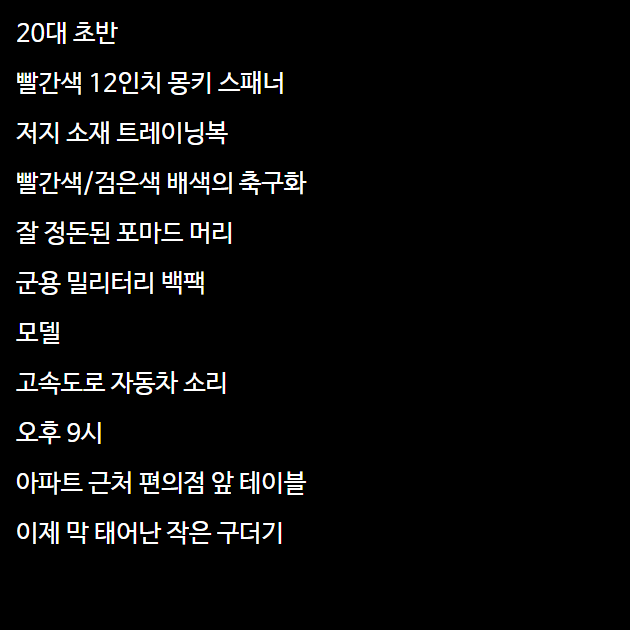 20대 초반
빨간색 12인치 몽키 스패너
저지 소재 트레이닝복
빨간색/검은색 배색의 축구화
잘 정돈된 포마드 머리
군용 밀리터리 백팩
모델
고속도로 자동차 소리
오후 9시
아파트 근처 편의점 앞 테이블
이제 막 태어난 작은 구더기